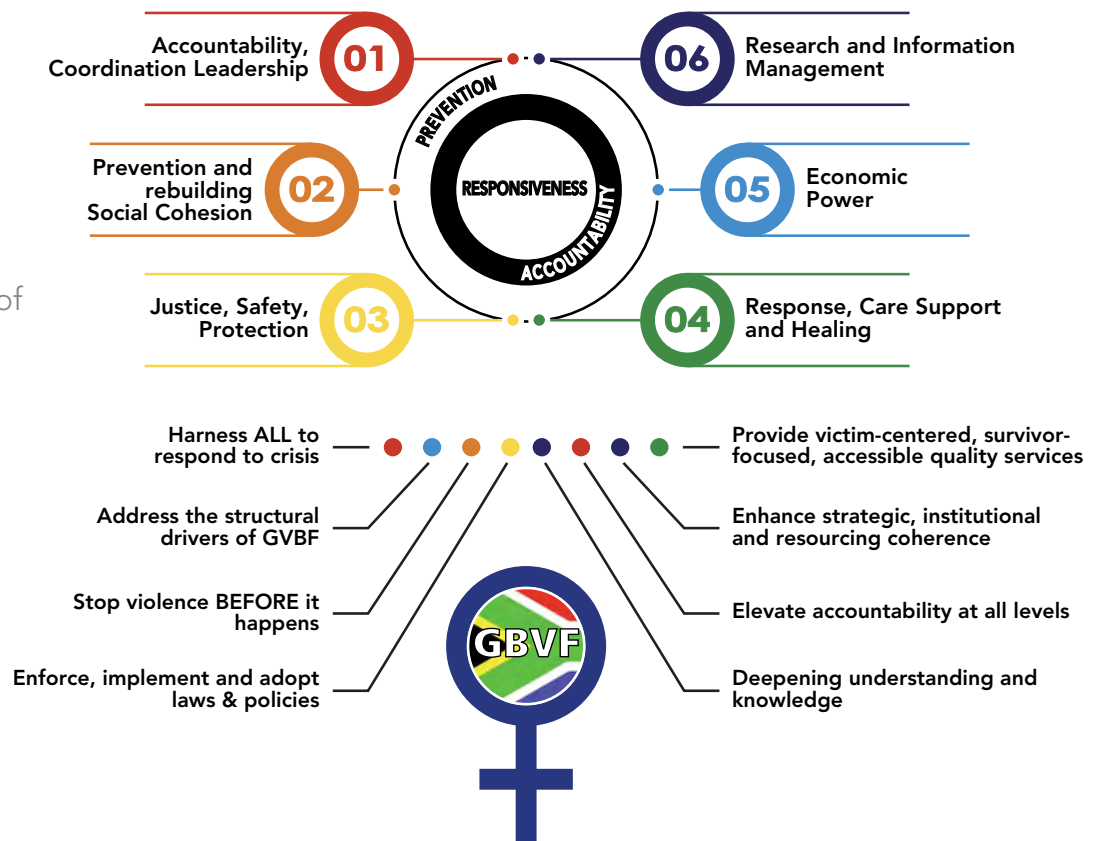 Accountability,
Coordination Leadership
01
Prevention and
rebuilding
Social Cohesion
02
Justice, Safety,
Protection
03
PREVENTION
RESPONSIVENESS
ACCOUNTABILITY
06
Research and Information
Management
05
Economic
Power
04
Response, Care Support
and Healing
of
Harness ALL to
respond to crisis
Address the structural
drivers of GVBF
Stop violence BEFORE it
happens
Enforce, implement and adopt
laws & policies
Provide victim-centered, survivor-
focused, accessible quality services
Enhance strategic, institutional
and resourcing coherence
Elevate accountability at all levels
Deepening understanding and
knowledge
GBVF